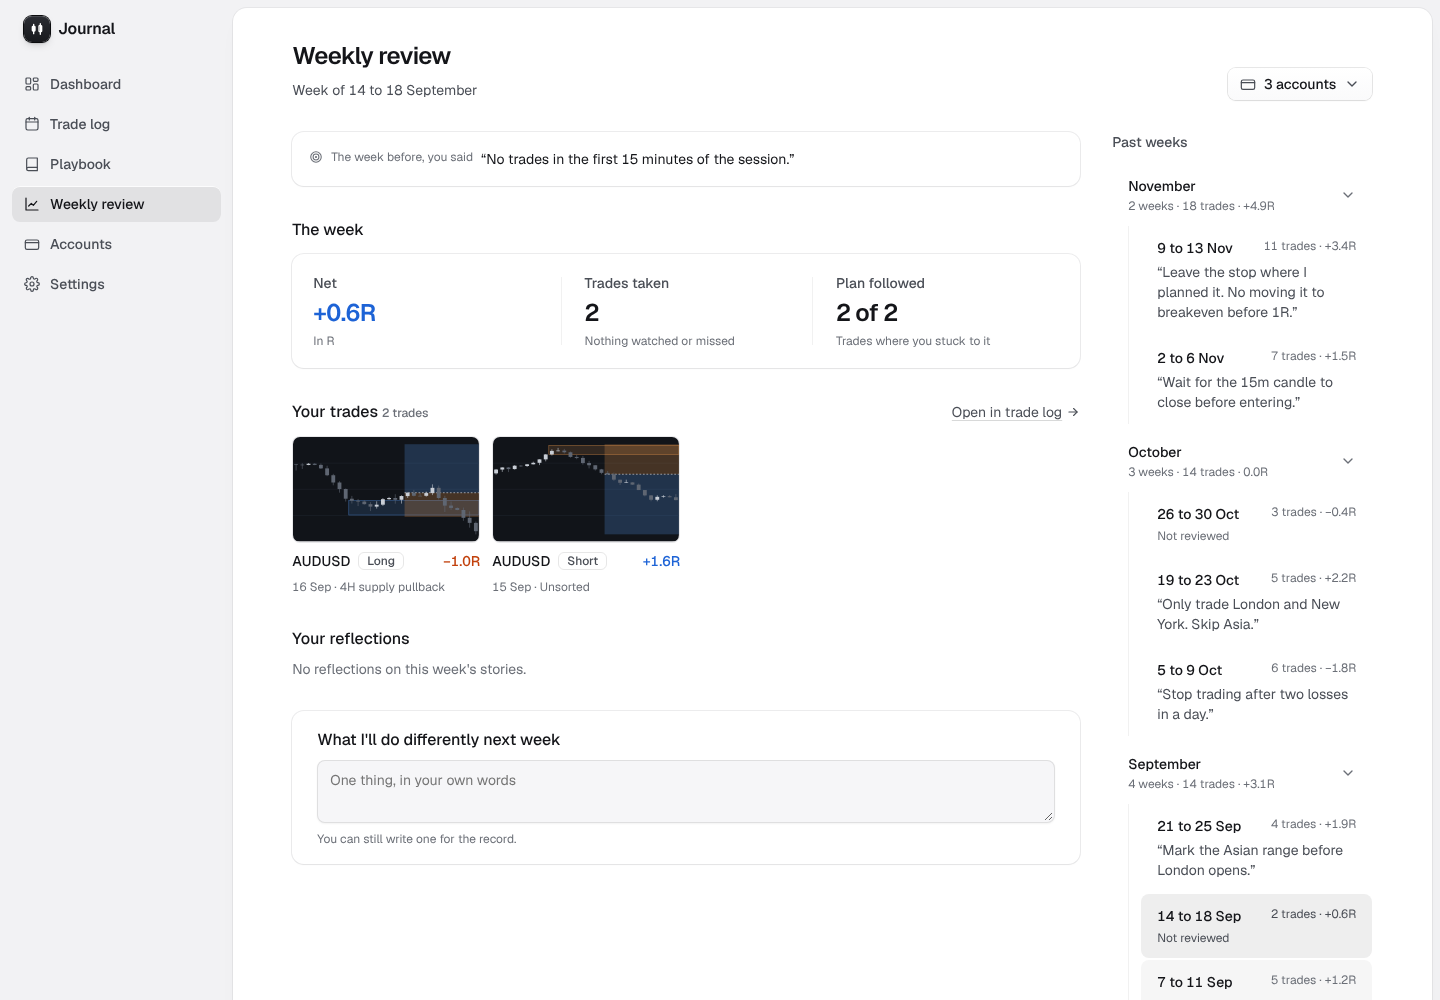 Journal
Dashboard
Trade log
Playbook
Weekly review
Accounts
Settings
Weekly review
Week of 14 to 18 September
3 accounts
The week before, you said “No trades in the first 15 minutes of the session.”
The week
Net
+0.6R
In R
Trades taken
2
Nothing watched or missed
Plan followed
2 of 2
Trades where you stuck to it
Your trades 2 trades
Open in trade log →
AUDUSD Long −1.0R
16 Sep · 4H supply pullback
AUDUSD Short +1.6R
15 Sep · Unsorted
Your reflections
No reflections on this week's stories.
What I'll do differently next week
One thing, in your own words
You can still write one for the record.
Past weeks
November
2 weeks · 18 trades · +4.9R
9 to 13 Nov 11 trades · +3.4R
“Leave the stop where I
planned it. No moving it to
breakeven before 1R.”
2 to 6 Nov 7 trades · +1.5R
“Wait for the 15m candle to
close before entering.”
October
3 weeks · 14 trades · 0.0R
26 to 30 Oct 3 trades · −0.4R
Not reviewed
19 to 23 Oct 5 trades · +2.2R
“Only trade London and New
York. Skip Asia.”
5 to 9 Oct 6 trades · −1.8R
“Stop trading after two losses
in a day.”
September
4 weeks · 14 trades · +3.1R
21 to 25 Sep 4 trades · +1.9R
“Mark the Asian range before
London opens.”
14 to 18 Sep 2 trades · +0.6R
Not reviewed
7 to 11 Sep 5 trades · +1.2R